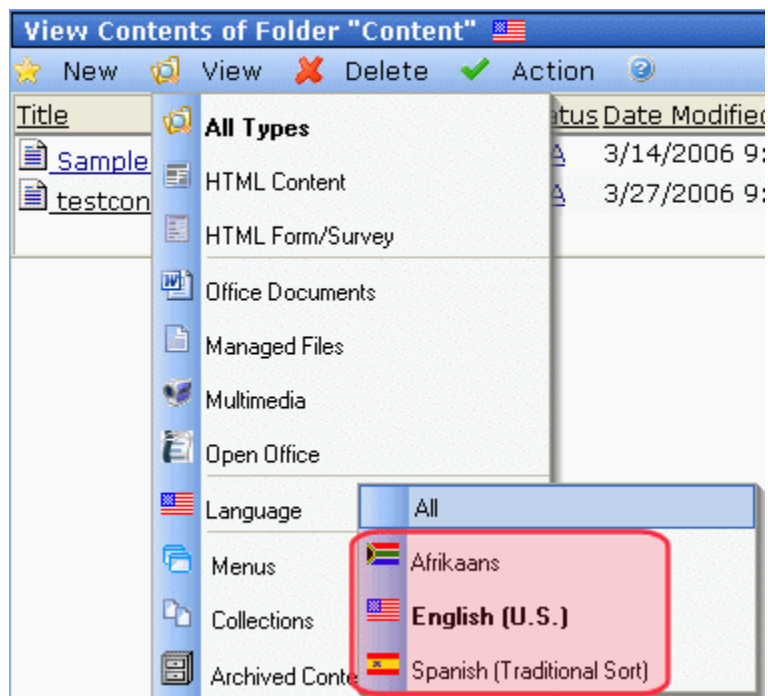 View Contents of Folder "Content"
New View Delete Action
Title tus Date Modified
Sample A 3/14/2006 9:
testcon A 3/27/2006 9:
All Types
HTML Content
HTML Form/Survey
Office Documents
Managed Files
Multimedia
Open Office
Language
All
Afrikaans
Menus
English (U.S.)
Collections
Spanish (Traditional Sort)
Archived Conte